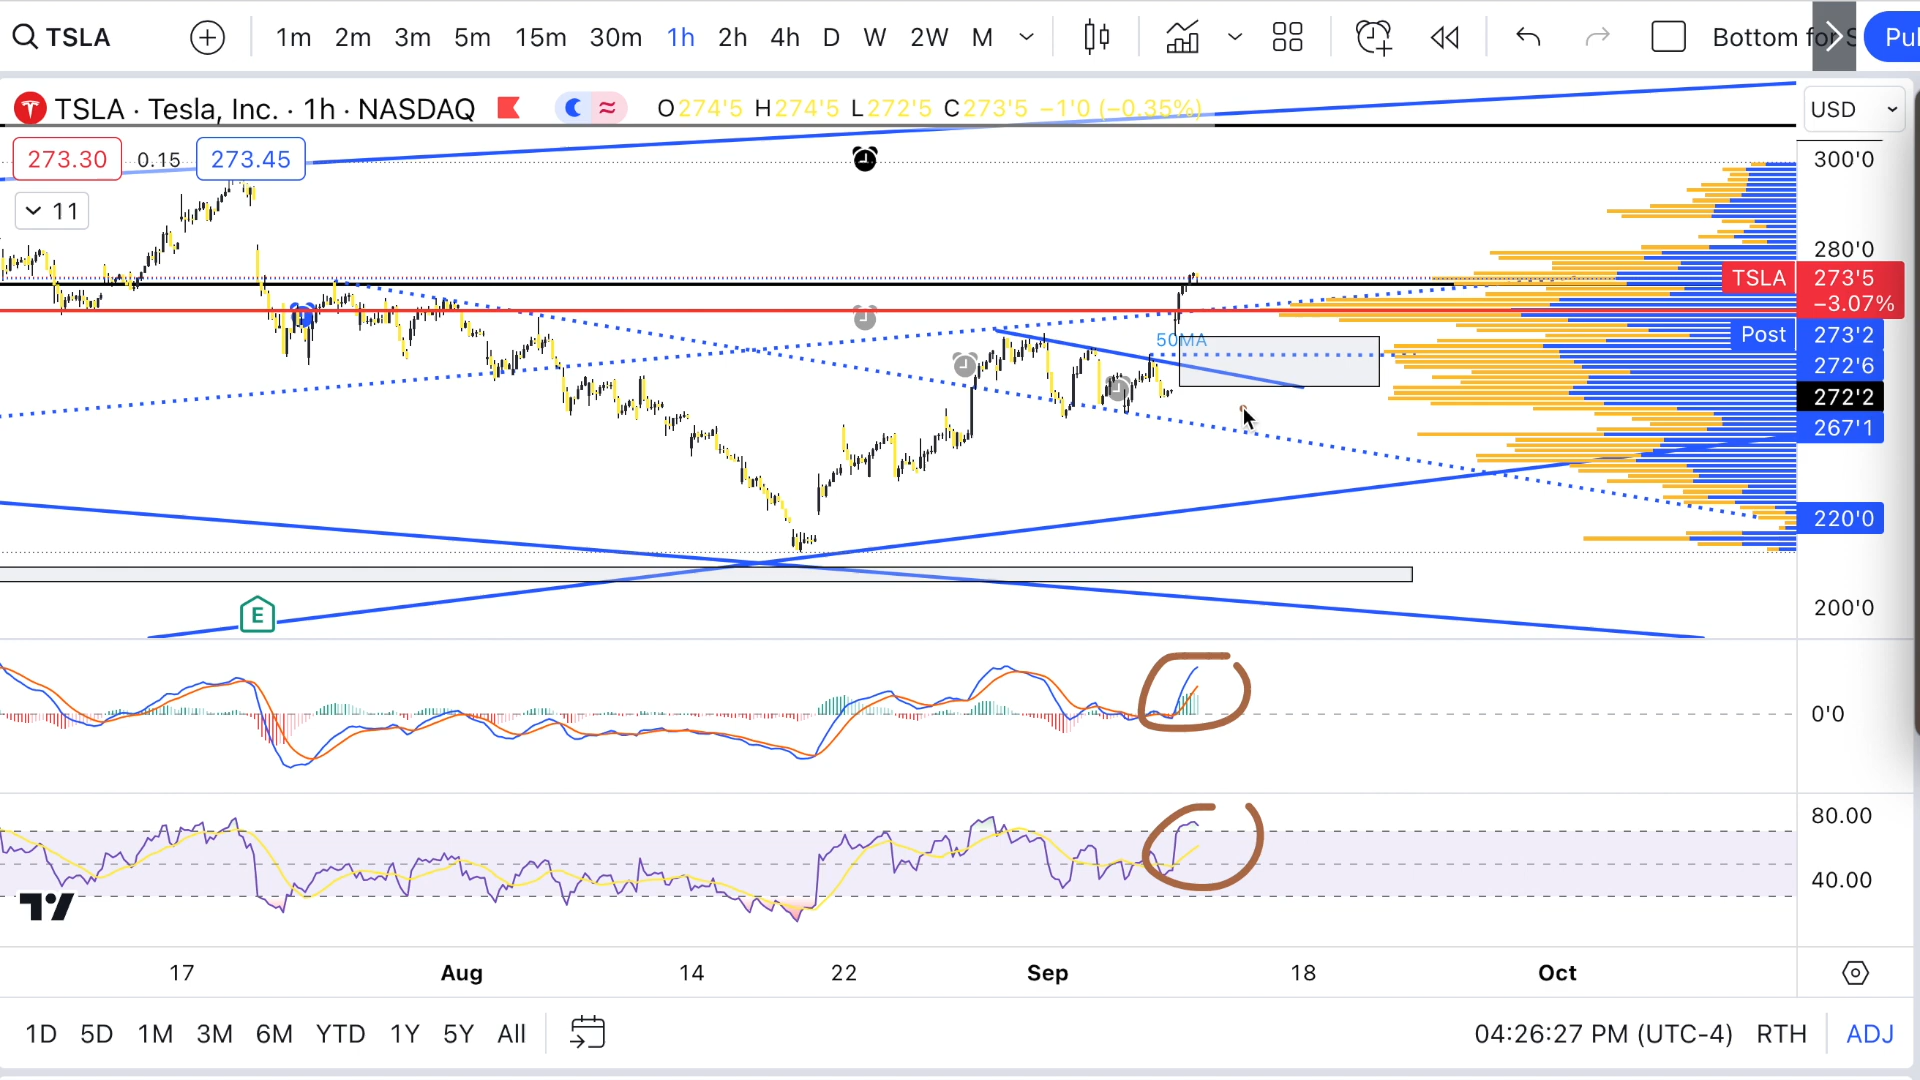 TSLA 1m 2m 3m 5m 15m 30m 1h 2h 4h D W 2W M Bottom for S Pul
TSLA · Tesla, Inc. · 1h · NASDAQ O274'5 H274'5 L272'5 C273'5 −1'0 (−0.35%) USD
273.30 0.15 273.45
300'0
11
280'0
TSLA 273'5
−3.07%
Post 273'2
50MA
272'6
272'2
267'1
220'0
200'0
E
0'0
80.00
40.00
17 Aug 14 22 Sep 18 Oct
1D 5D 1M 3M 6M YTD 1Y 5Y All 04:26:27 PM (UTC-4) RTH ADJ